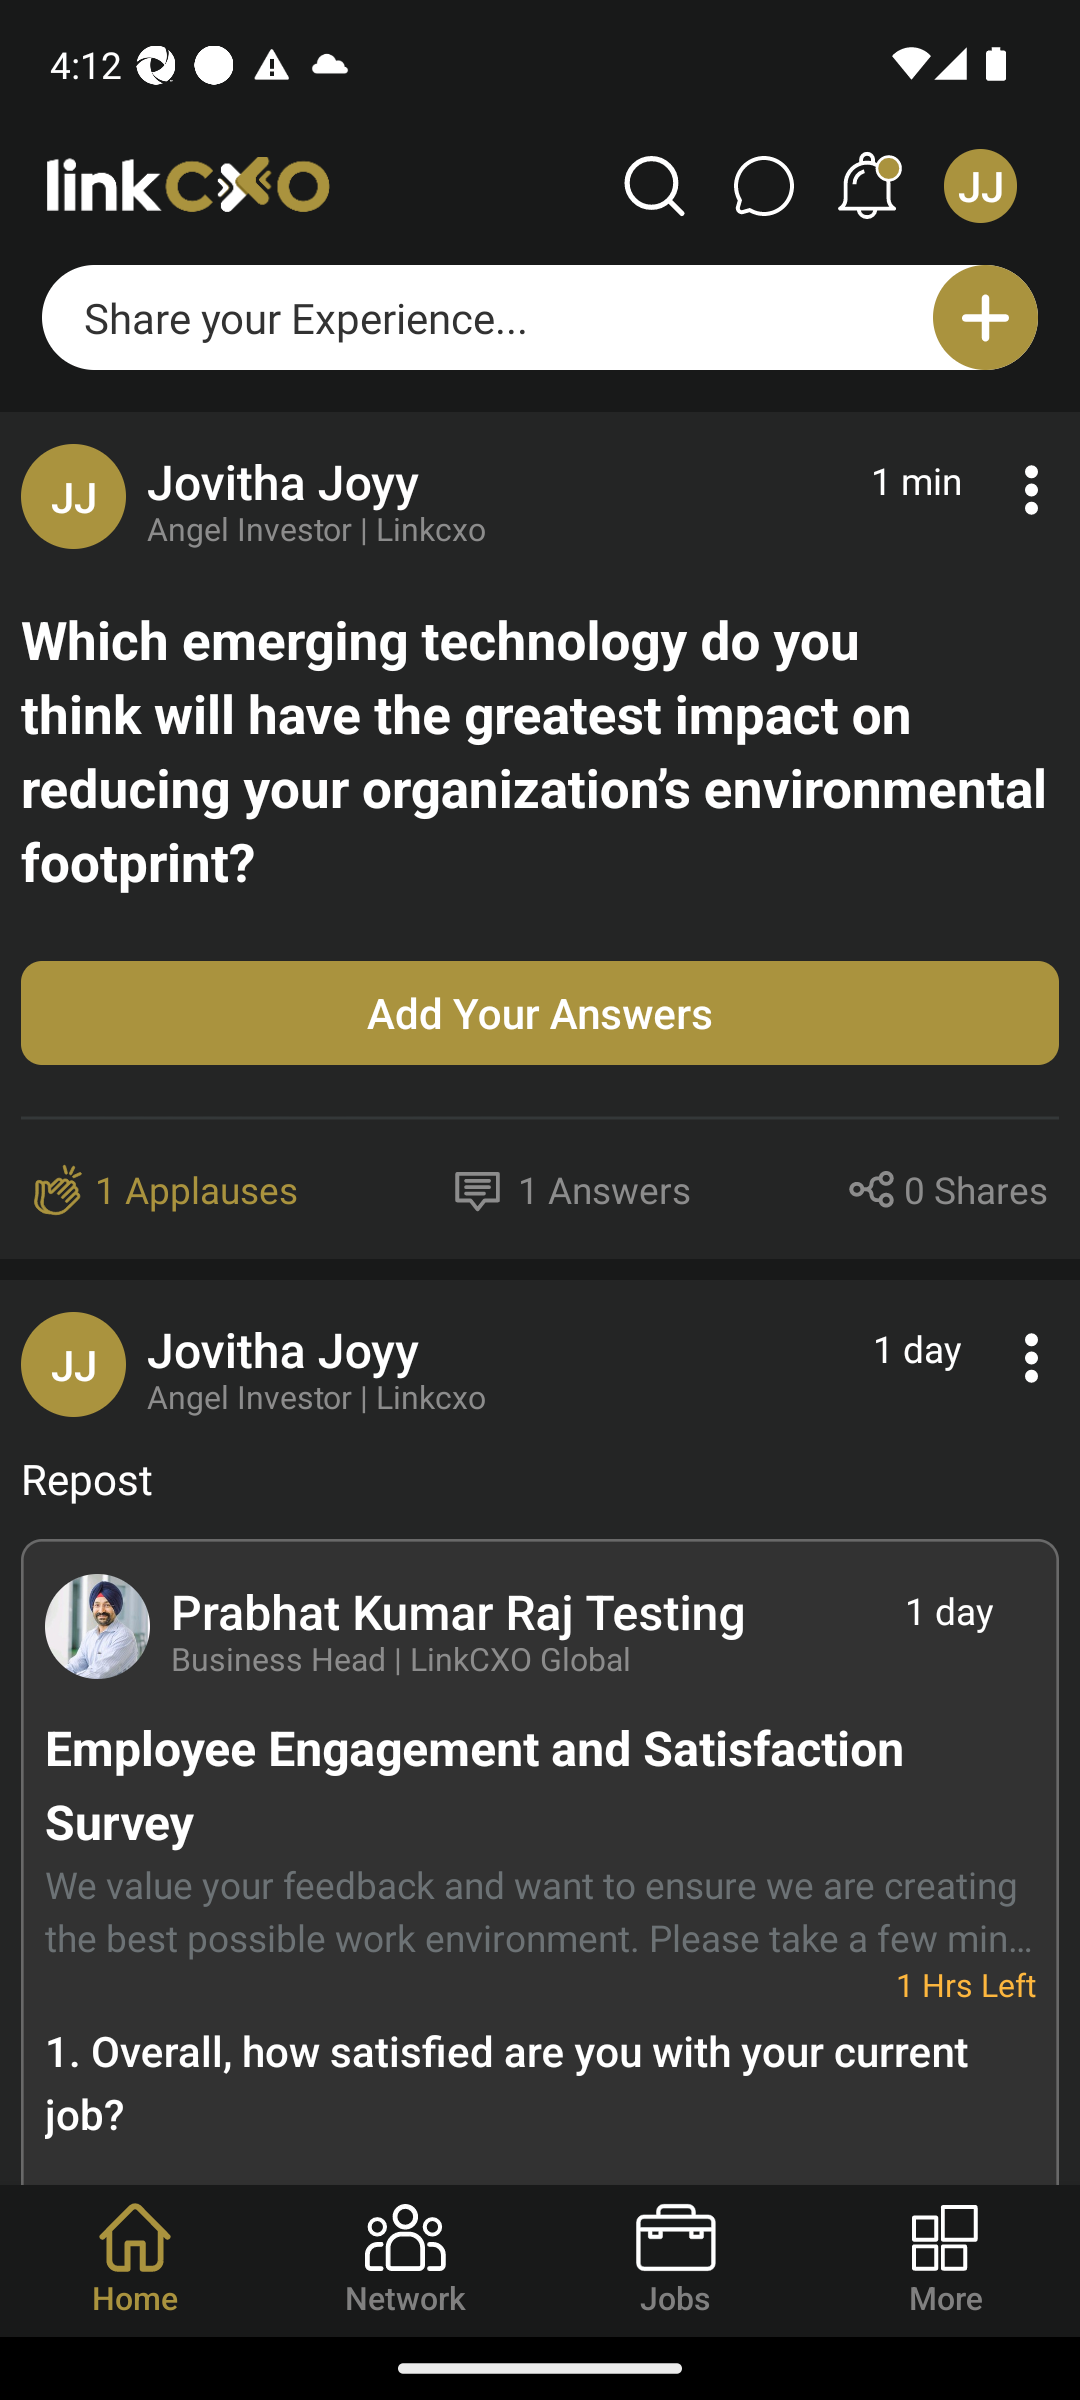 4:12
linkCXO
JJ
Share your Experience...
JJ
Jovitha Joyy
1 min
Angel Investor | Linkcxo
Which emerging technology do you
think will have the greatest impact on
reducing your organization’s environmental
footprint?
Add Your Answers
1 Applauses
1 Answers
0 Shares
JJ
Jovitha Joyy
1 day
Angel Investor | Linkcxo
Repost
Prabhat Kumar Raj Testing
1 day
Business Head | LinkCXO Global
Employee Engagement and Satisfaction
Survey
We value your feedback and want to ensure we are creating
the best possible work environment. Please take a few min...
1 Hrs Left
1. Overall, how satisfied are you with your current
job?
Home
Network
Jobs
More